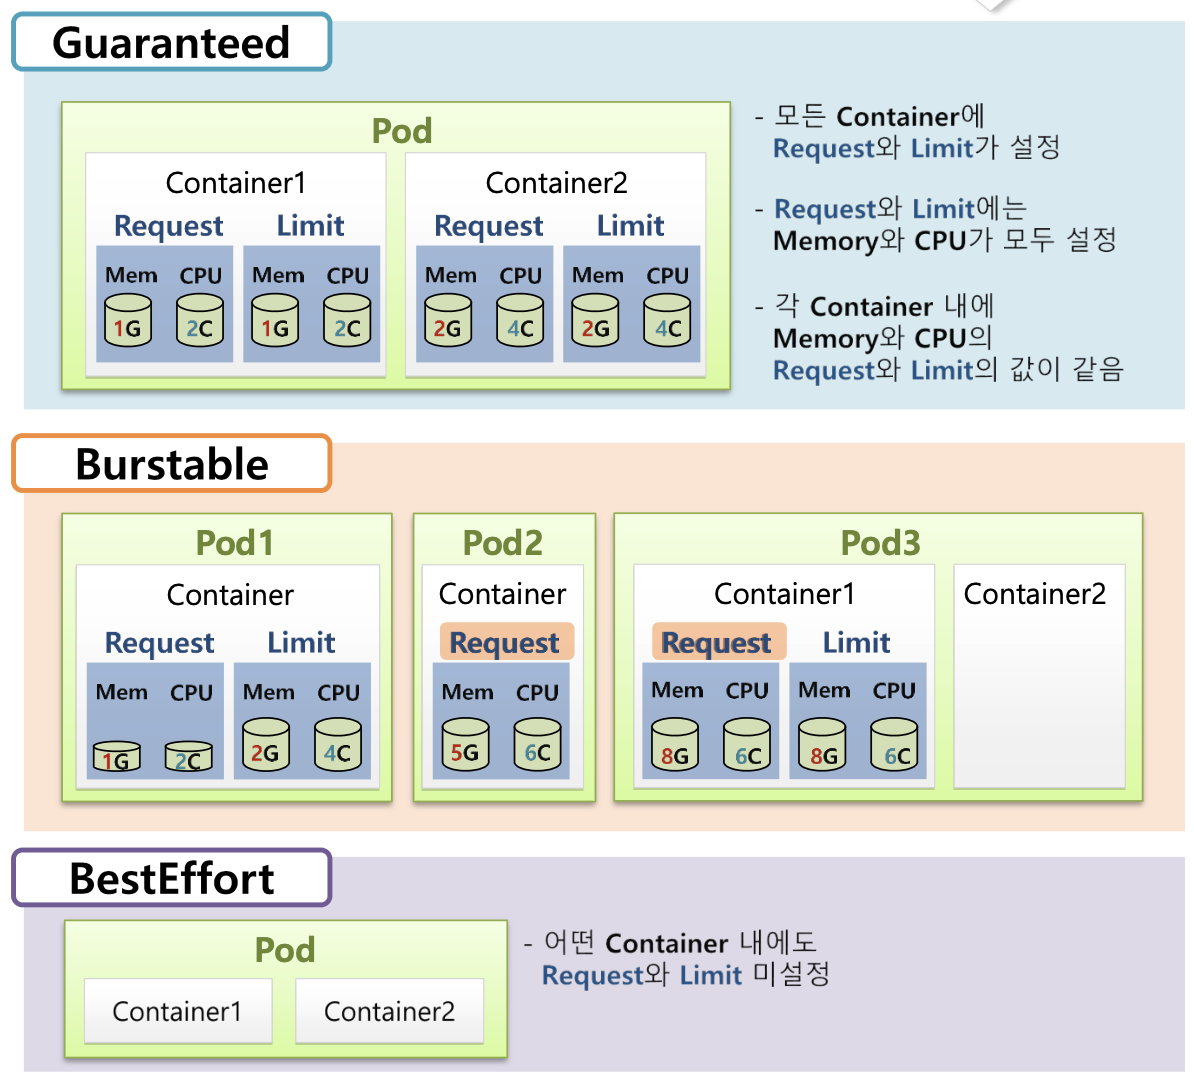 Guaranteed
Pod
Container1
Request Limit
Mem CPU Mem CPU
1G 2C 1G 2C
Container2
Request Limit
Mem CPU Mem CPU
2G 4C 2G 4C
- 모든 Container에
Request와 Limit가 설정
- Request와 Limit에는
Memory와 CPU가 모두 설정
- 각 Container 내에
Memory와 CPU의
Request와 Limit의 값이 같음
Burstable
Pod1
Container
Request Limit
Mem CPU Mem CPU
1G 2C 2G 4C
Pod2
Container
Request
Mem CPU
5G 6C
Pod3
Container1
Request Limit
Mem CPU Mem CPU
8G 6C 8G 6C
Container2
BestEffort
Pod
Container1
Container2
- 어떤 Container 내에도
Request와 Limit 미설정